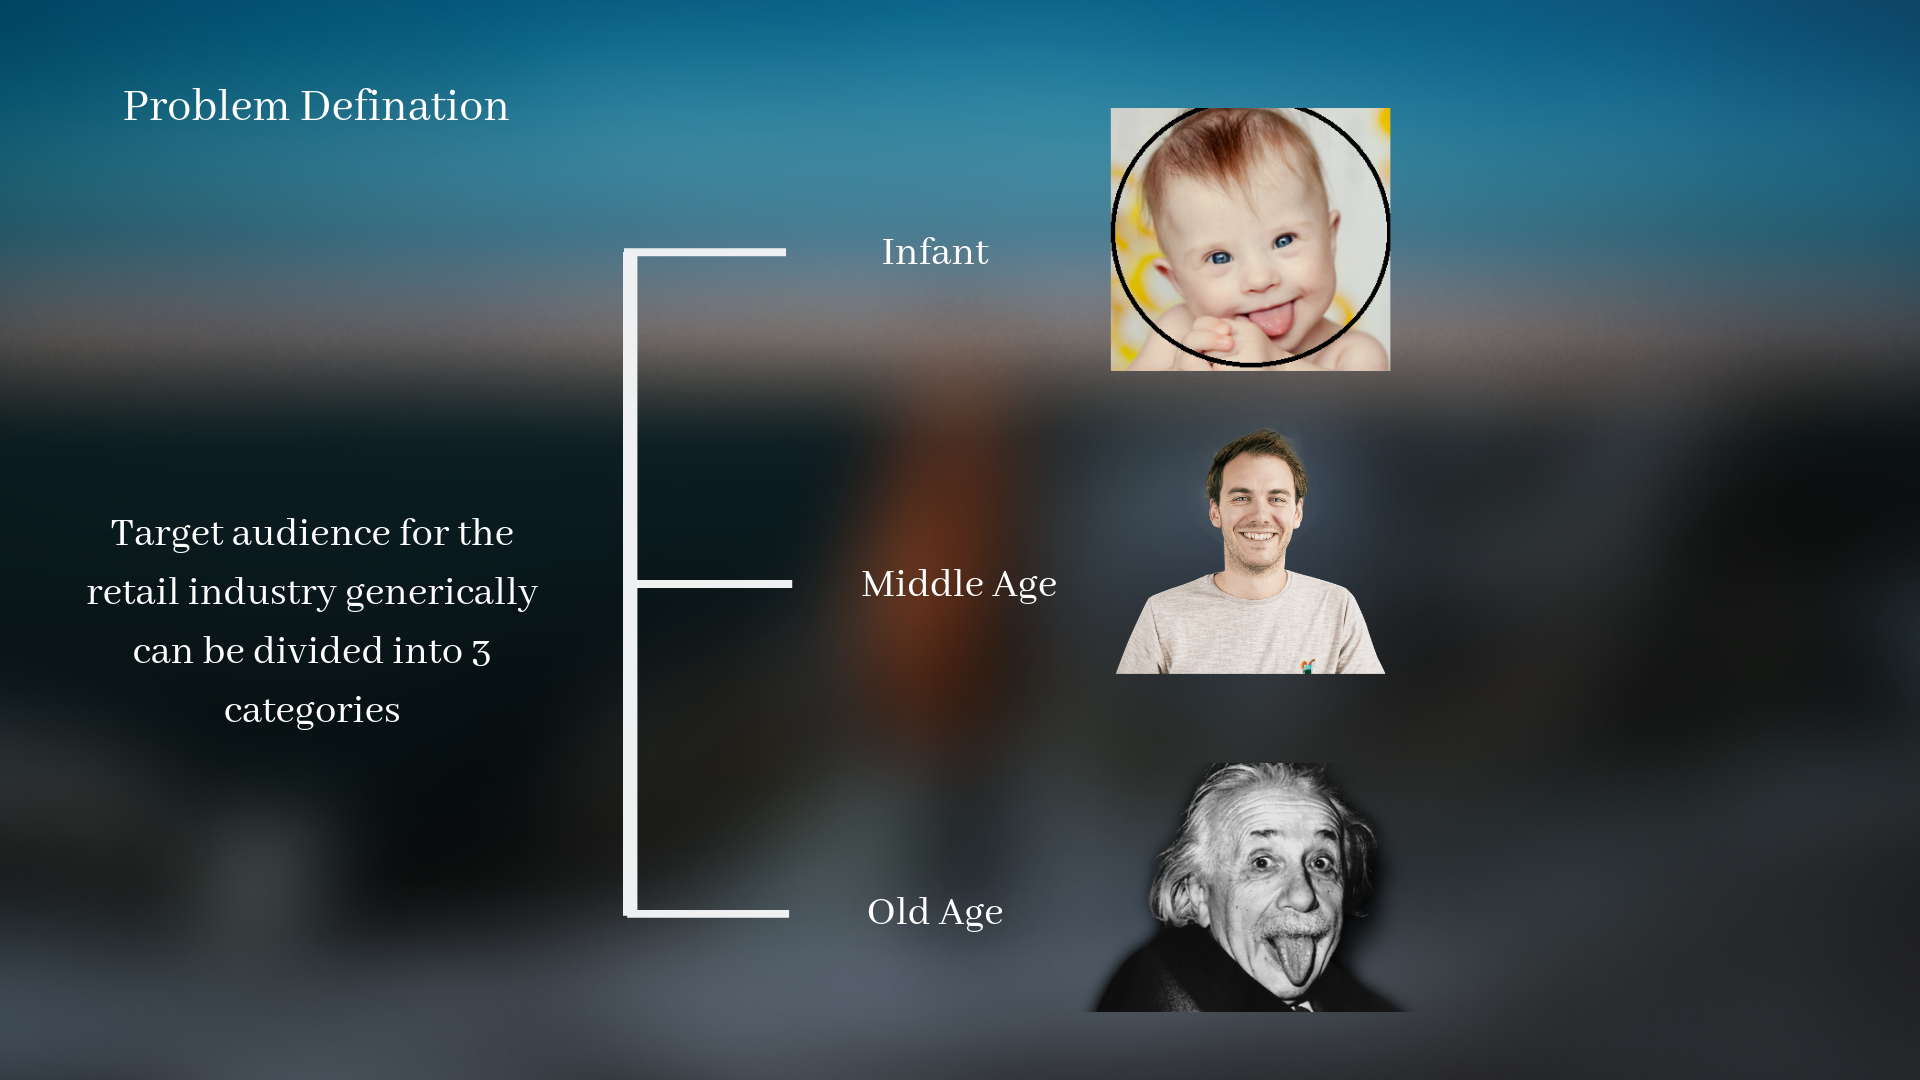 Problem Defination
Infant
Target audience for the
retail industry generically
can be divided into 3
categories
Middle Age
Old Age